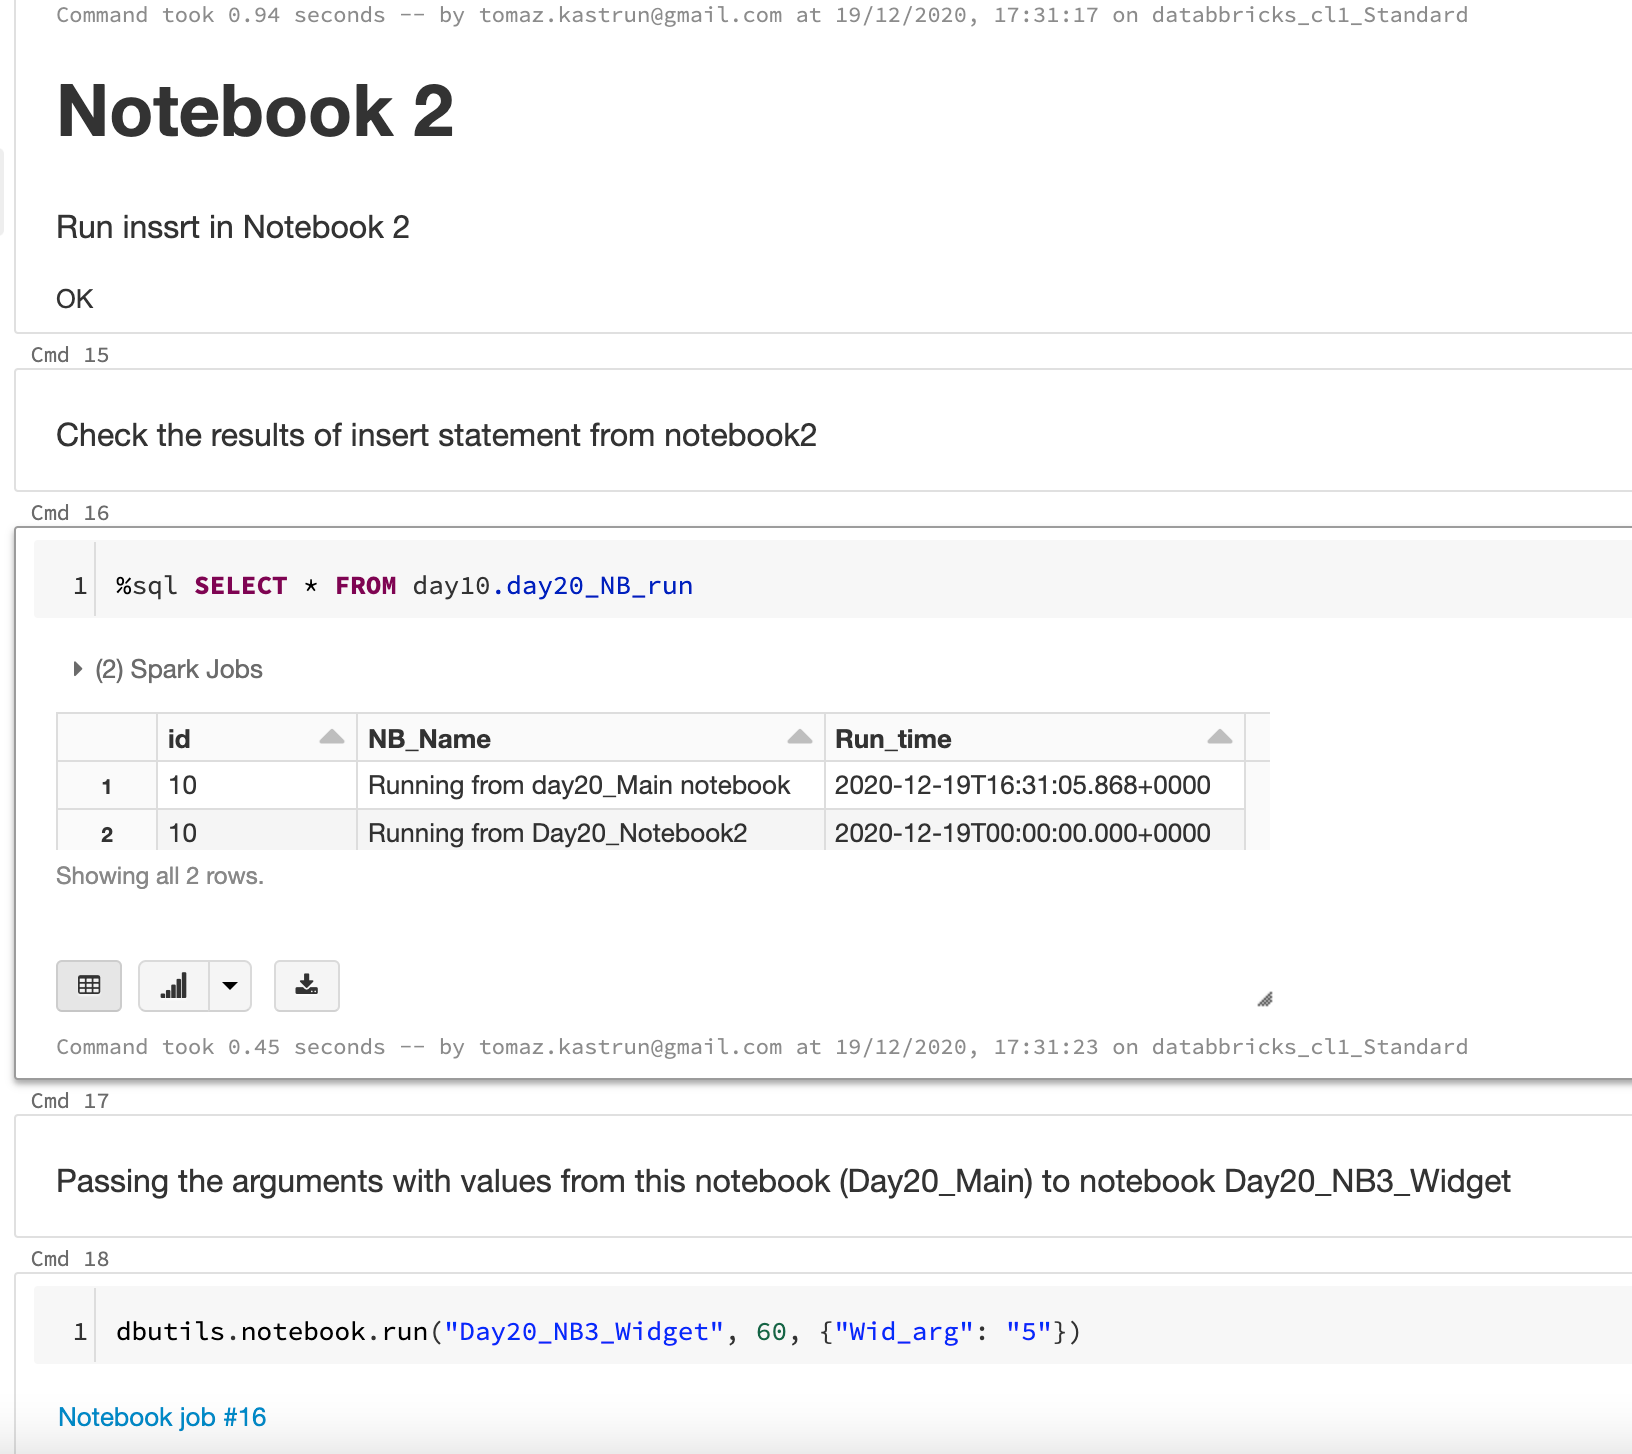 Command took 0.94 seconds -- by tomaz.kastrun@gmail.com at 19/12/2020, 17:31:17 on databbricks_cl1_Standard
Notebook 2
Run inssrt in Notebook 2
OK
Cmd 15
Check the results of insert statement from notebook2
Cmd 16
1 %sql SELECT * FROM day10.day20_NB_run
(2) Spark Jobs
id NB_Name Run_time
1 10 Running from day20_Main notebook 2020-12-19T16:31:05.868+0000
2 10 Running from Day20_Notebook2 2020-12-19T00:00:00.000+0000
Showing all 2 rows.
Command took 0.45 seconds -- by tomaz.kastrun@gmail.com at 19/12/2020, 17:31:23 on databbricks_cl1_Standard
Cmd 17
Passing the arguments with values from this notebook (Day20_Main) to notebook Day20_NB3_Widget
Cmd 18
1 dbutils.notebook.run("Day20_NB3_Widget", 60, {"Wid_arg": "5"})
Notebook job #16